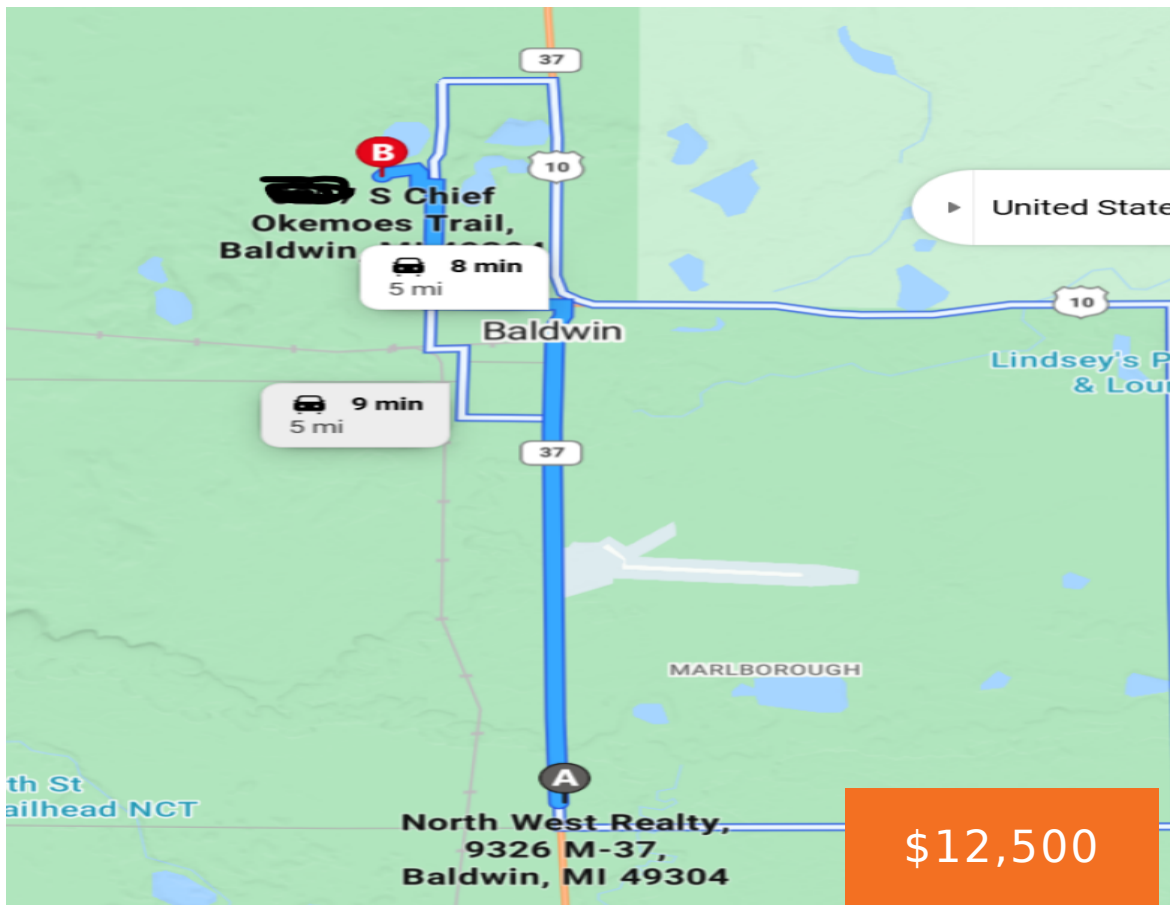 37
10
B
S Chief
Okemoes Trail,
Baldwin
8 min
5 mi
United State
10
Baldwin
Lindsey's P
& Lou
9 min
5 mi
37
MARLBOROUGH
A
th St
ailhead NCT
North West Realty,
9326 M-37,
Baldwin, MI 49304
$12,500